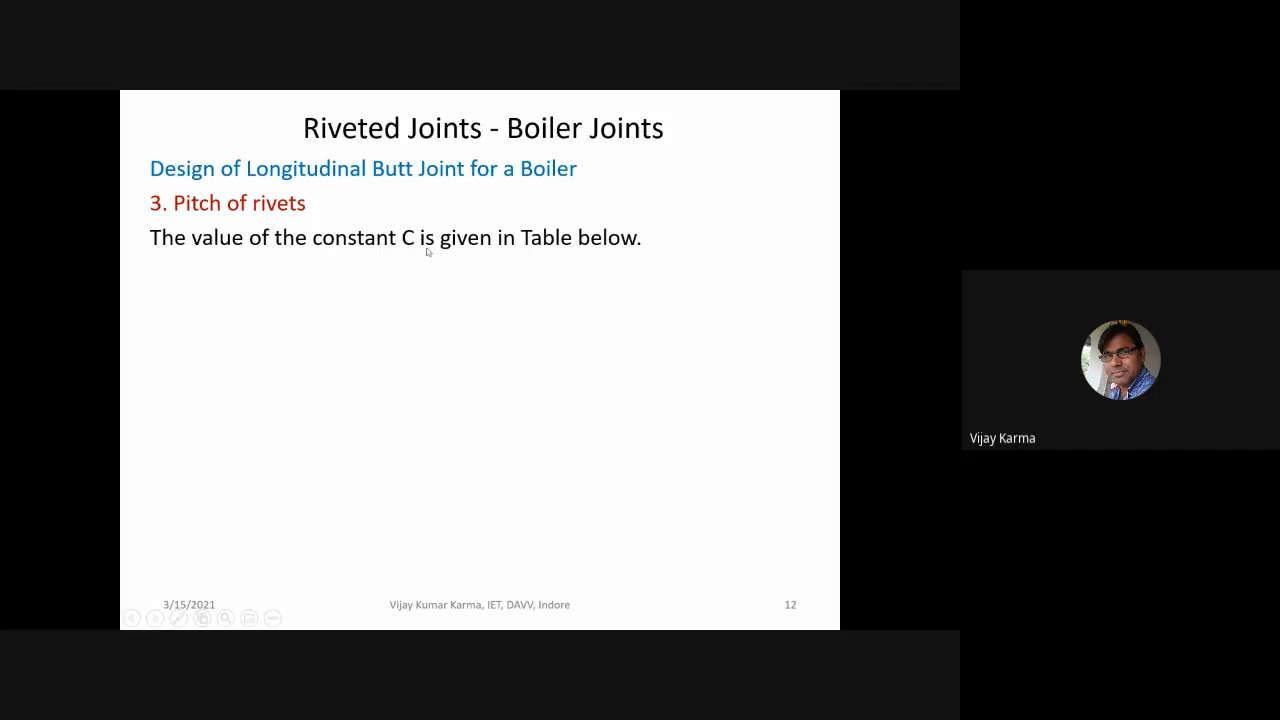 Riveted Joints - Boiler Joints
Design of Longitudinal Butt Joint for a Boiler
3. Pitch of rivets
The value of the constant C is given in Table below.
Vijay Karma
3/15/2021
Vijay Kumar Karma, IET, DAVV, Indore
12